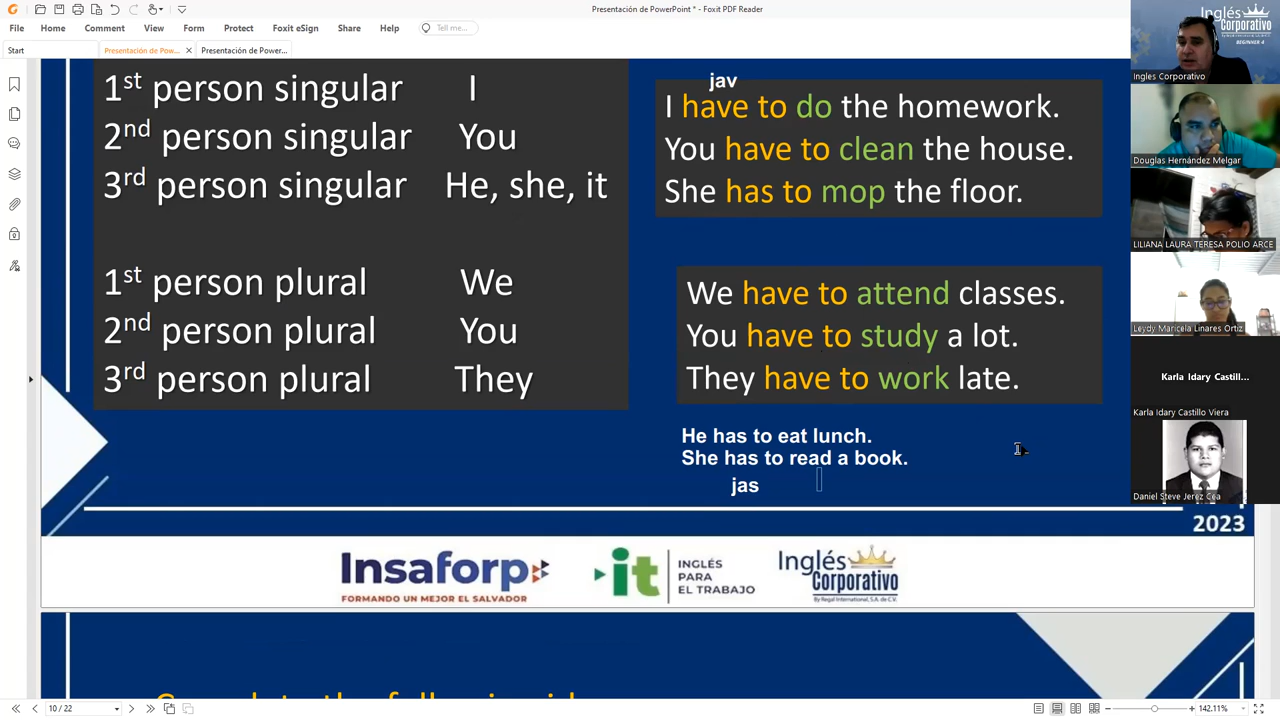 Presentación de PowerPoint * - Foxit PDF Reader
File Home Comment View Form Protect Foxit eSign Share Help Tell me...
Start Presentación de Pow... Presentación de Power...
1st person singular I
2nd person singular You
3rd person singular He, she, it
1st person plural We
2nd person plural You
3rd person plural They
jav
I have to do the homework.
You have to clean the house.
She has to mop the floor.
We have to attend classes.
You have to study a lot.
They have to work late.
He has to eat lunch.
She has to read a book.
jas
2023
Insaforp
FORMANDO UN MEJOR EL SALVADOR
it
INGLÉS
PARA
EL TRABAJO
Inglés
Corporativo
By Regal International, S.A. de C.V.
Inglés
Corporativo
BEGINNER 4
Ingles Corporativo
Douglas Hernández Melgar
LILIANA LAURA TERESA POLIO ARCE
Leydy Maricela Linares Ortiz
Karla Idary Castill...
Karla Idary Castillo Viera
Daniel Steve Jerez Cea
10 / 22
142.11%